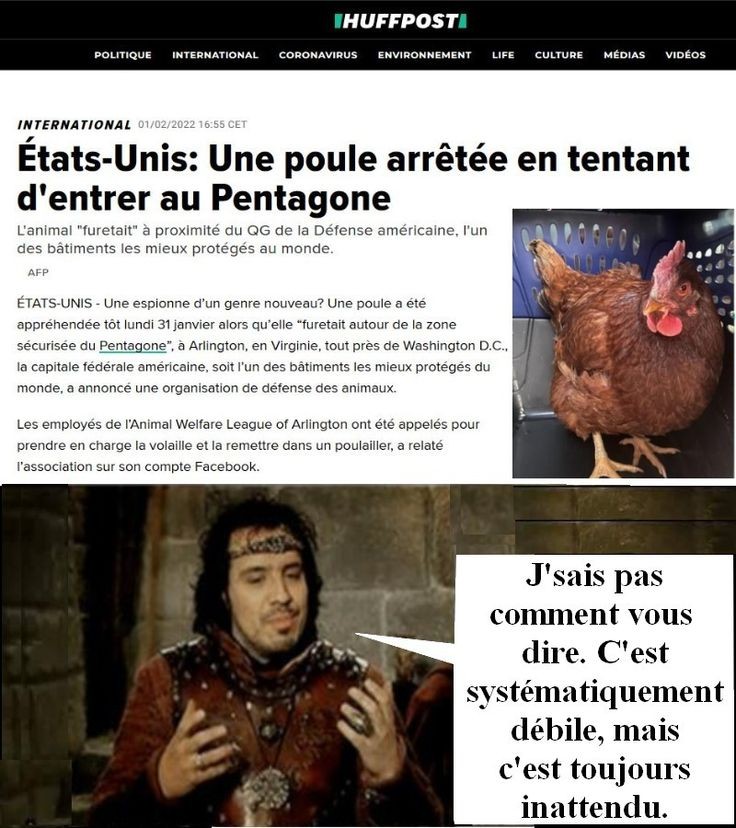 HUFFPOST
POLITIQUE INTERNATIONAL CORONAVIRUS ENVIRONNEMENT LIFE CULTURE MÉDIAS VIDÉOS
INTERNATIONAL 01/02/2022 16:55 CET
États-Unis: Une poule arrêtée en tentant
d'entrer au Pentagone
L'animal "furetait" à proximité du QG de la Défense américaine, l'un
des bâtiments les mieux protégés au monde.
AFP
ÉTATS-UNIS - Une espionne d’un genre nouveau? Une poule a été
appréhendée tôt lundi 31 janvier alors qu’elle “furetait autour de la zone
sécurisée du Pentagone”, à Arlington, en Virginie, tout près de Washington D.C.,
la capitale fédérale américaine, soit l’un des bâtiments les mieux protégés du
monde, a annoncé une organisation de défense des animaux.
Les employés de l’Animal Welfare League of Arlington ont été appelés pour
prendre en charge la volaille et la remettre dans un poulailler, a relaté
l’association sur son compte Facebook.
J'sais pas
comment vous
dire. C'est
systématiquement
débile, mais
c'est toujours
inattendu.